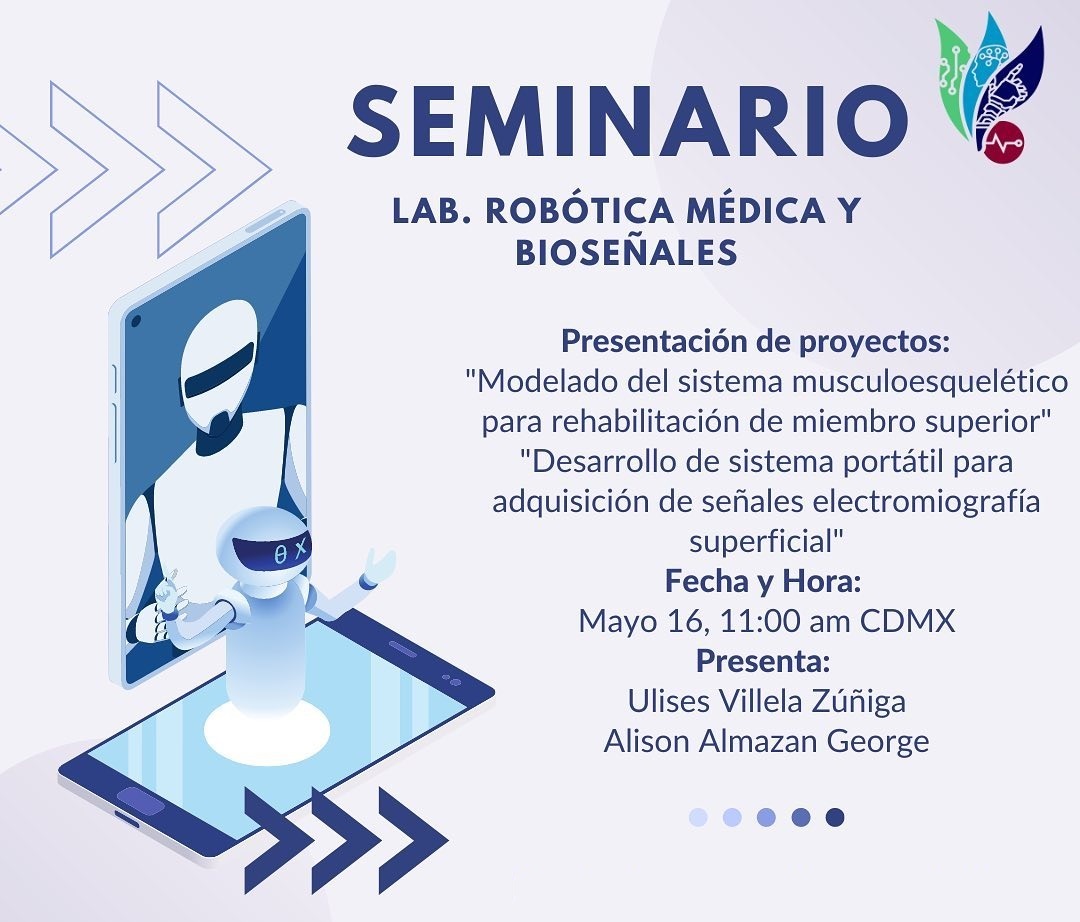 SEMINARIO
LAB. ROBÓTICA MÉDICA Y
BIOSEÑALES
Presentación de proyectos:
"Modelado del sistema musculoesquelético
para rehabilitación de miembro superior"
"Desarrollo de sistema portátil para
adquisición de señales electromiografía
superficial"
Fecha y Hora:
Mayo 16, 11:00 am CDMX
Presenta:
Ulises Villela Zúñiga
Alison Almazan George
θ X